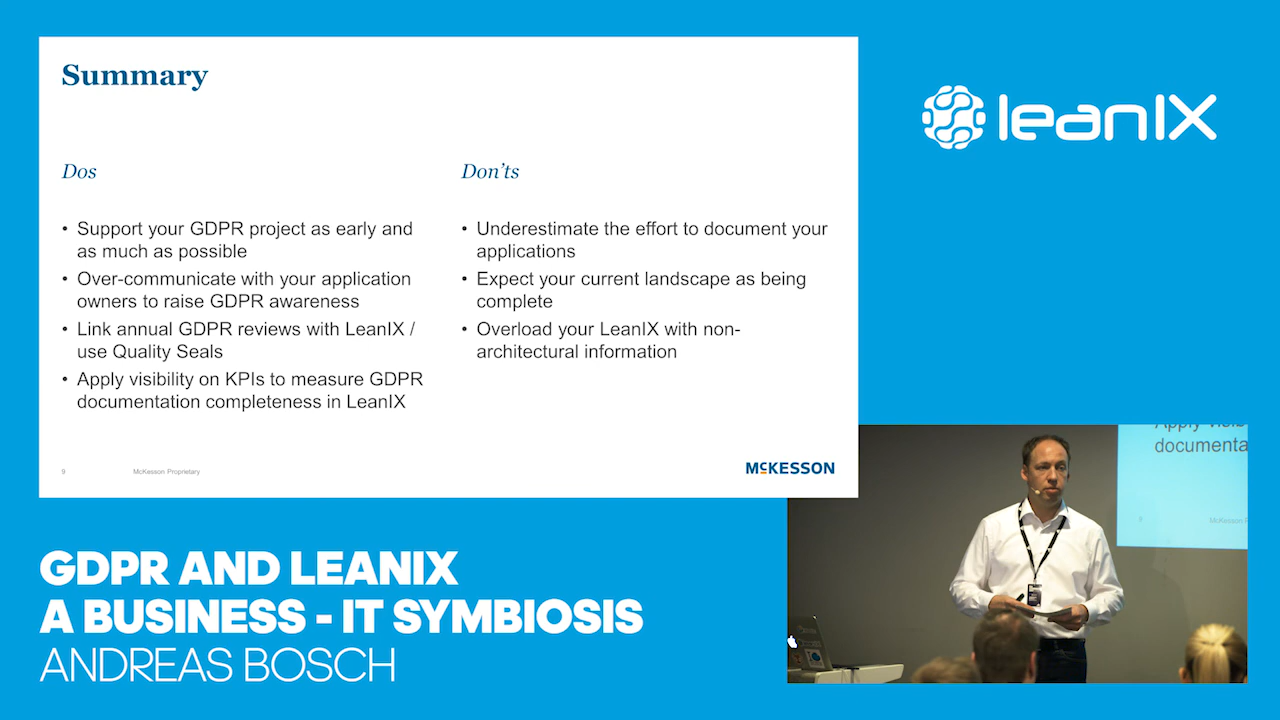 Summary
Dos
• Support your GDPR project as early and
as much as possible
• Over-communicate with your application
owners to raise GDPR awareness
• Link annual GDPR reviews with LeanIX /
use Quality Seals
• Apply visibility on KPIs to measure GDPR
documentation completeness in LeanIX
Don’ts
• Underestimate the effort to document your
applications
• Expect your current landscape as being
complete
• Overload your LeanIX with non-
architectural information
9
McKesson Proprietary
MCKESSON
leanIX
documenta
9
GDPR AND LEANIX
A BUSINESS - IT SYMBIOSIS
ANDREAS BOSCH